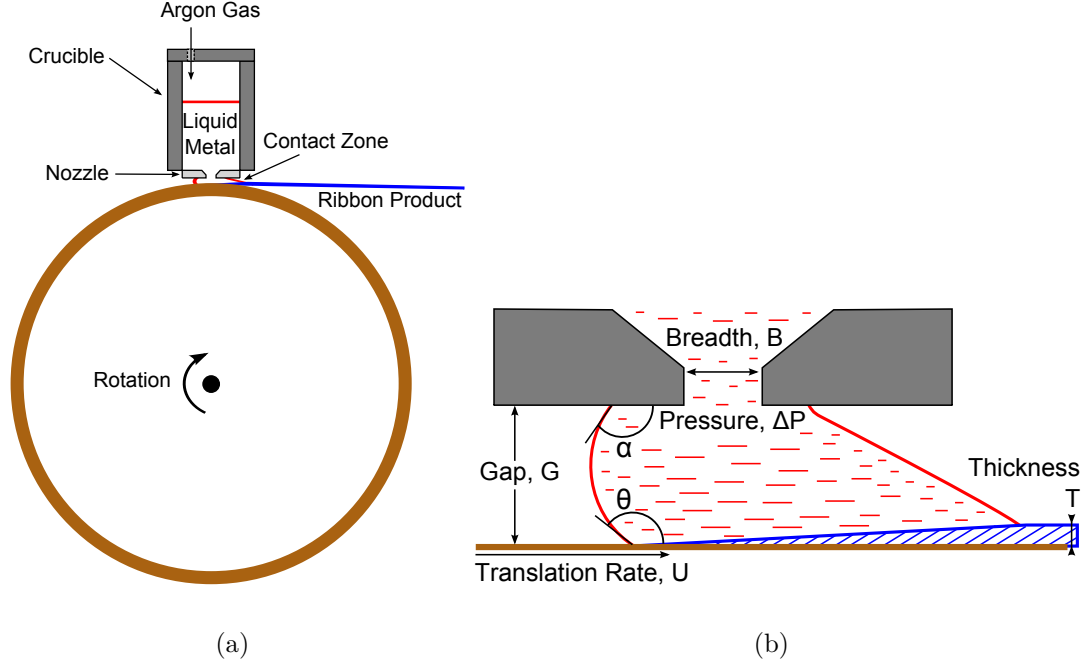 Argon Gas
Crucible
Liquid
Metal
Contact Zone
Nozzle
Ribbon Product
Rotation
Breadth, B
Pressure, ΔP
α
Gap, G
θ
Thickness
T
Translation Rate, U
(a)
(b)